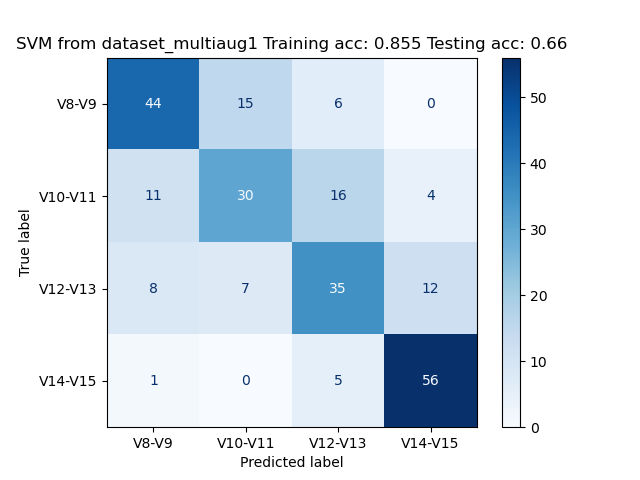 SVM from dataset_multiaug1 Training acc: 0.855 Testing acc: 0.66
True label
V8-V9 44 15 6 0
V10-V11 11 30 16 4
V12-V13 8 7 35 12
V14-V15 1 0 5 56
V8-V9 V10-V11 V12-V13 V14-V15
Predicted label
50
40
30
20
10
0